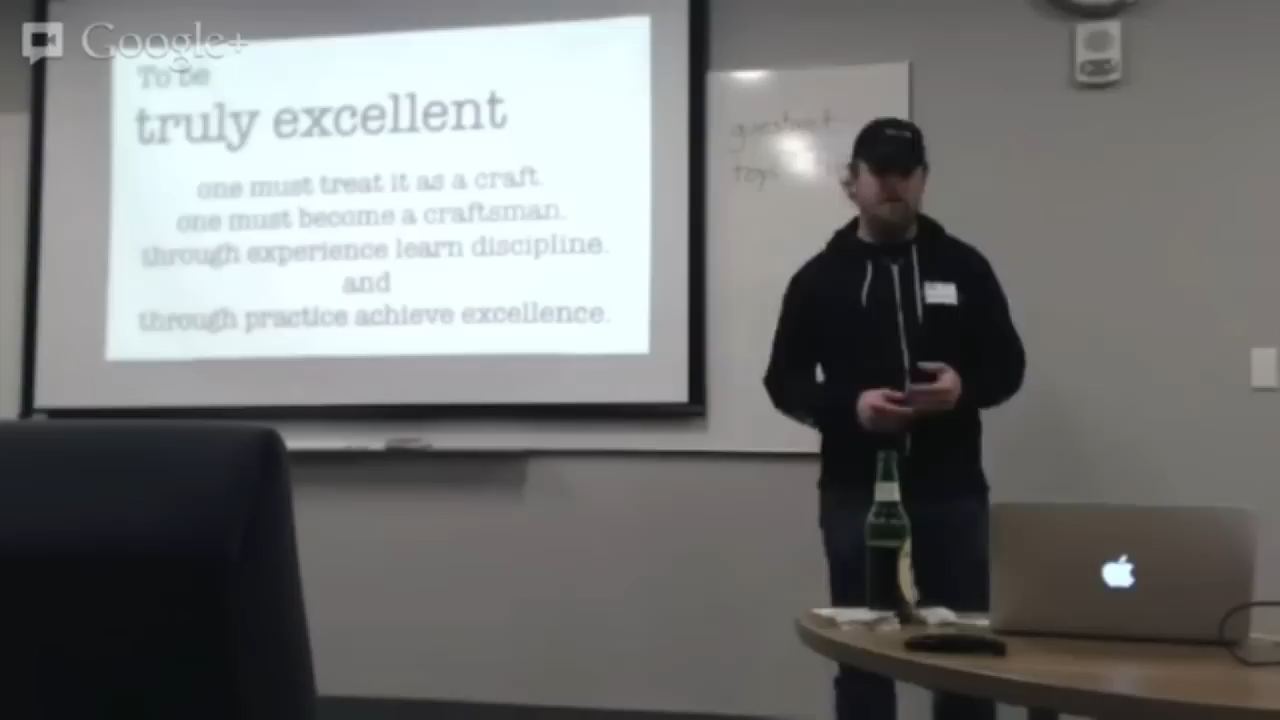 Google+
To be
truly excellent
one must treat it as a craft.
one must become a craftsman.
through experience learn discipline.
and
through practice achieve excellence.